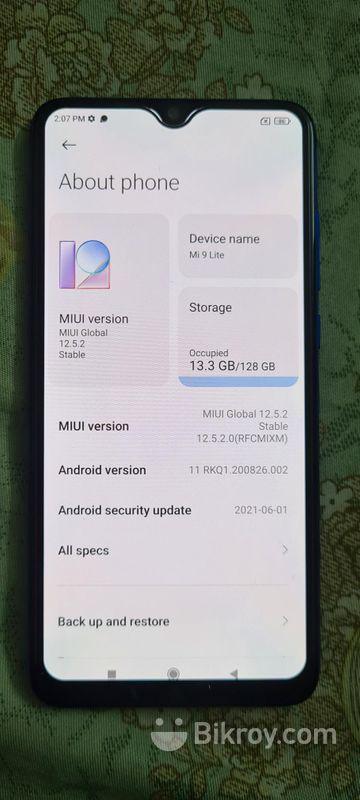 2:07 PM
About phone
Device name
Mi 9 Lite
12
MIUI version
MIUI Global
12.5.2
Stable
Storage
Occupied
13.3 GB/128 GB
MIUI version
MIUI Global 12.5.2
Stable
12.5.2.0(RFCMIXM)
Android version
11 RKQ1.200826.002
Android security update
2021-06-01
All specs
Back up and restore
Bikroy.com